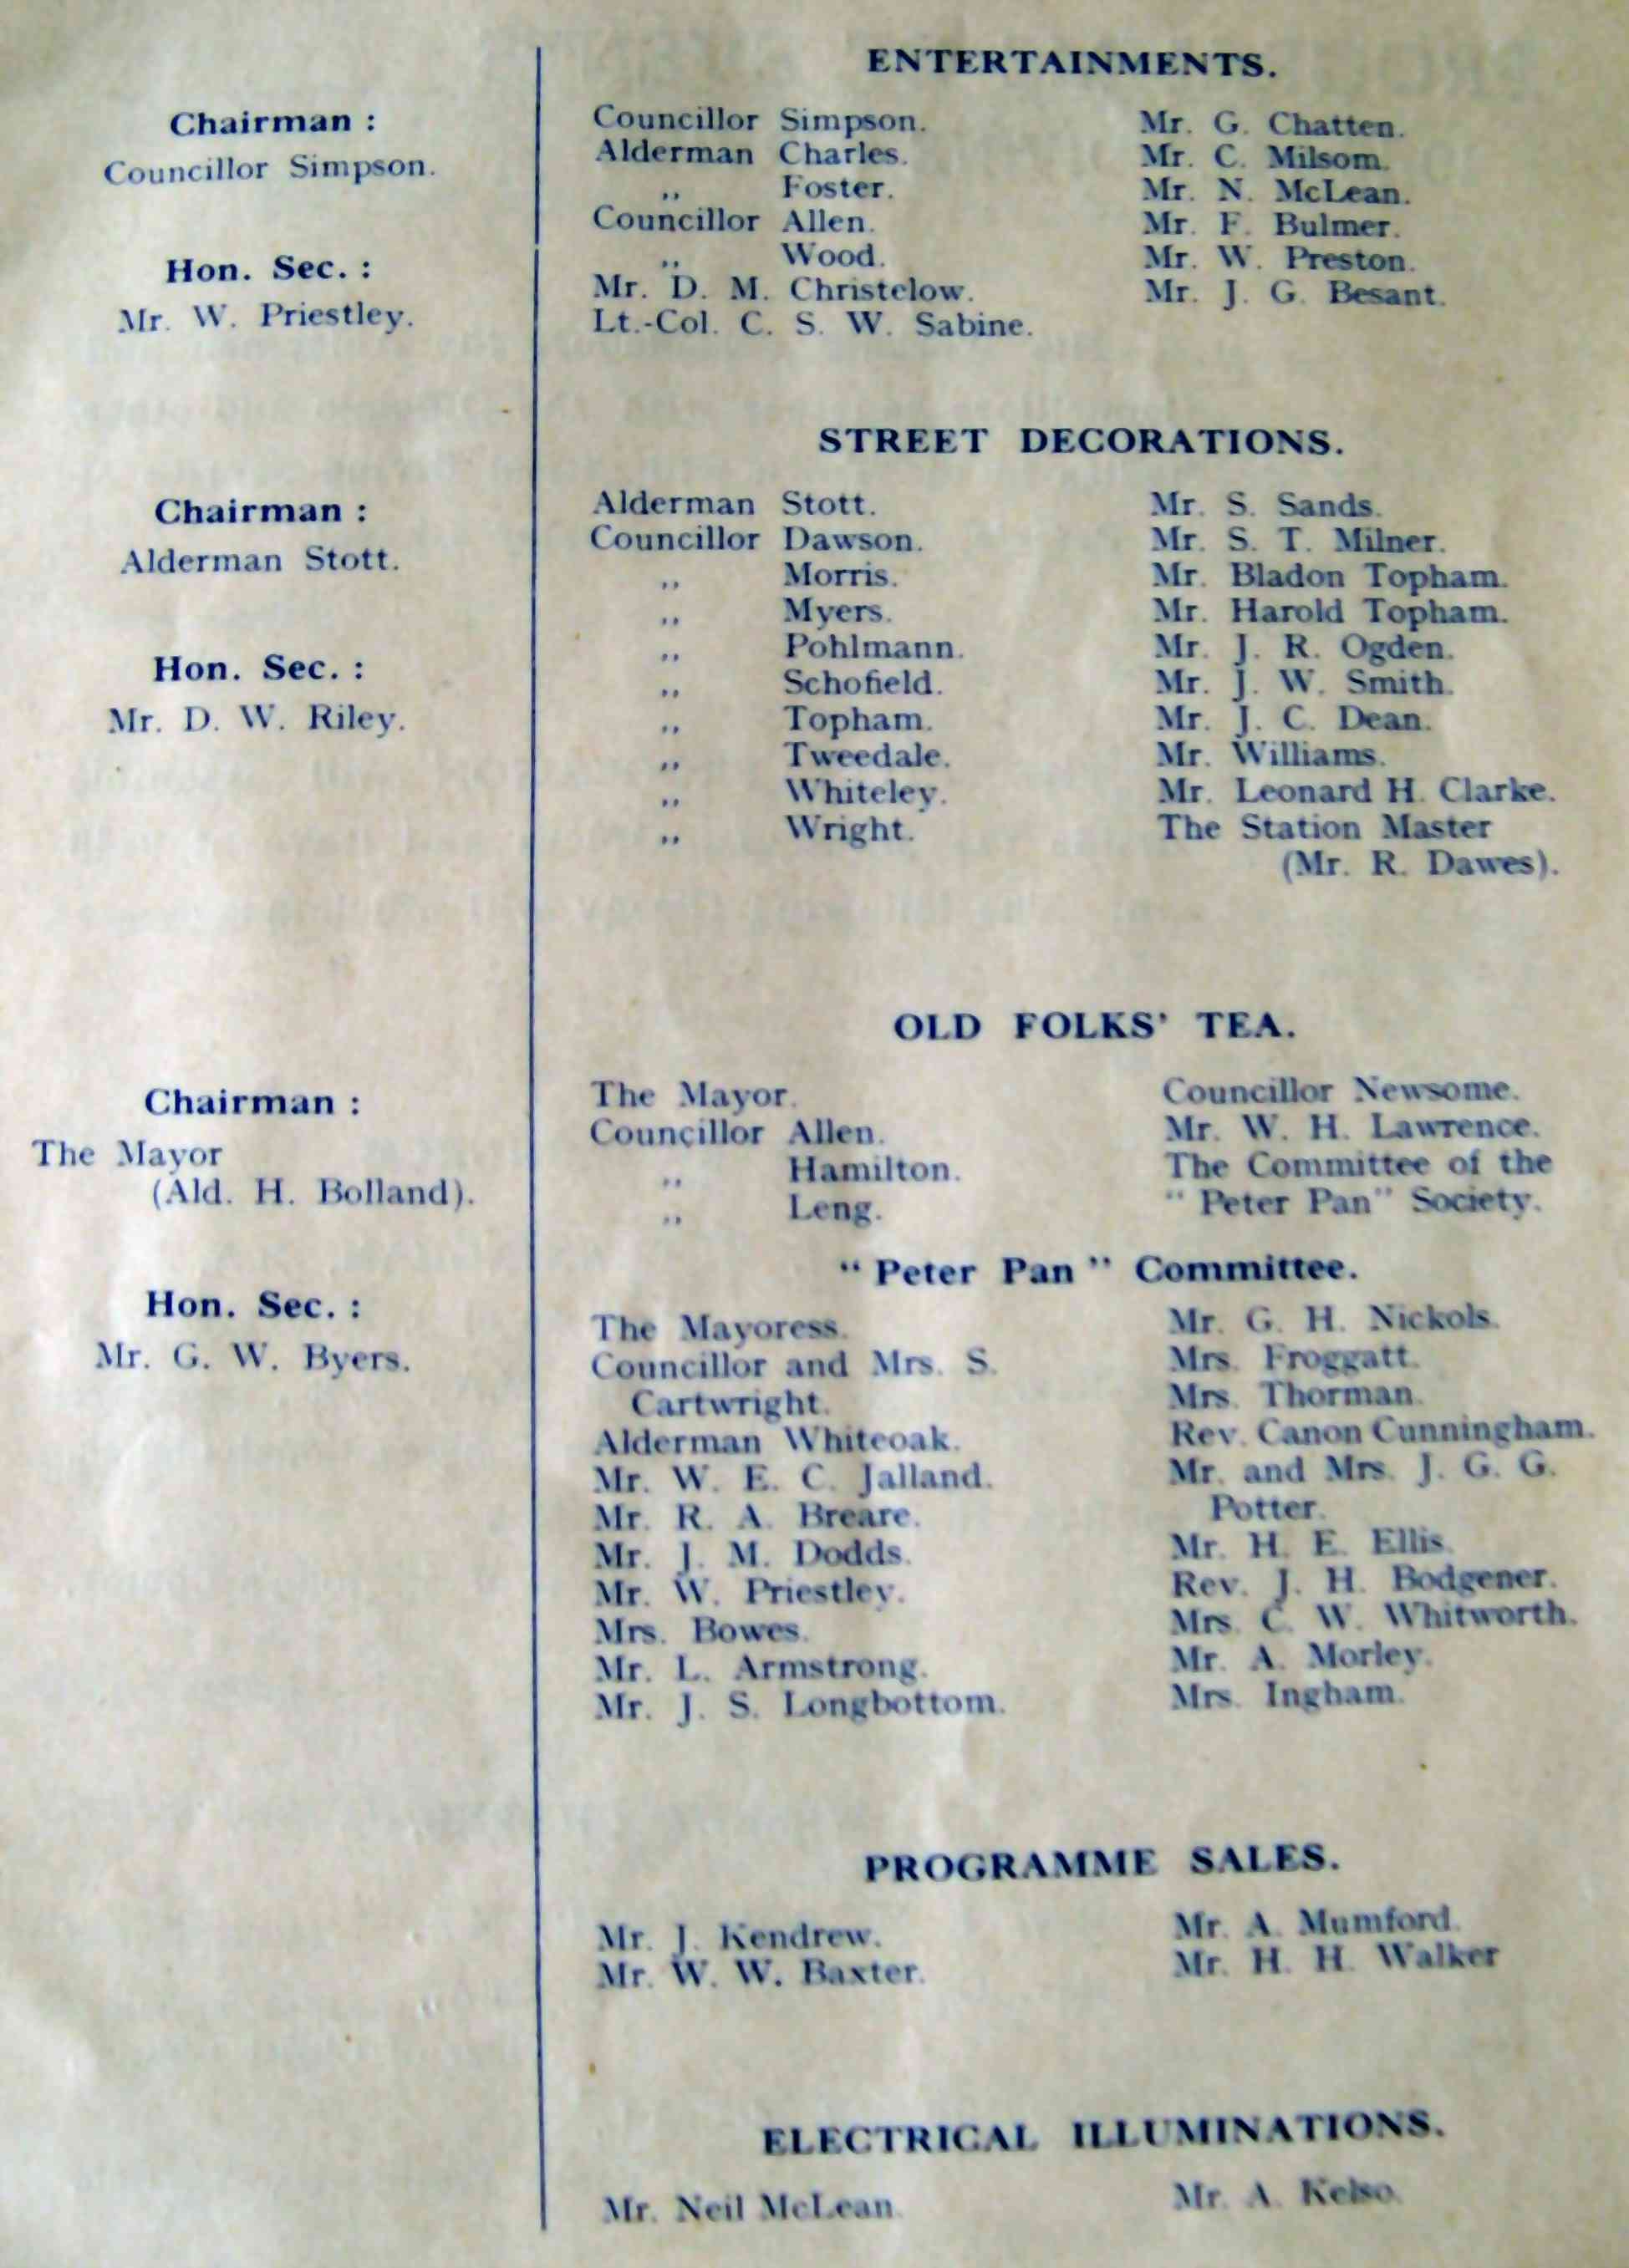 ENTERTAINMENTS.
Chairman :
Councillor Simpson.
Hon. Sec. :
Mr. W. Priestley.
Councillor Simpson.
Alderman Charles.
,, Foster.
Councillor Allen.
,, Wood.
Mr. D. M. Christelow.
Lt.-Col. C. S. W. Sabine.
Mr. G. Chatten.
Mr. C. Milsom.
Mr. N. McLean.
Mr. F. Bulmer.
Mr. W. Preston.
Mr. J. G. Besant.
STREET DECORATIONS.
Chairman :
Alderman Stott.
Hon. Sec. :
Mr. D. W. Riley.
Alderman Stott.
Councillor Dawson.
,, Morris.
,, Myers.
,, Pohlmann.
,, Schofield.
,, Topham.
,, Tweedale.
,, Whiteley.
,, Wright.
Mr. S. Sands.
Mr. S. T. Milner.
Mr. Bladon Topham.
Mr. Harold Topham.
Mr. J. R. Ogden.
Mr. J. W. Smith.
Mr. J. C. Dean.
Mr. Williams.
Mr. Leonard H. Clarke.
The Station Master
(Mr. R. Dawes).
OLD FOLKS' TEA.
Chairman :
The Mayor
(Ald. H. Bolland).
Hon. Sec. :
Mr. G. W. Byers.
The Mayor.
Councillor Allen.
,, Hamilton.
,, Leng.
Councillor Newsome.
Mr. W. H. Lawrence.
The Committee of the
" Peter Pan" Society.
" Peter Pan " Committee.
The Mayoress.
Councillor and Mrs. S.
Cartwright.
Alderman Whiteoak.
Mr. W. E. C. Jalland.
Mr. R. A. Breare.
Mr. J. M. Dodds.
Mr. W. Priestley.
Mrs. Bowes.
Mr. L. Armstrong.
Mr. J. S. Longbottom.
Mr. G. H. Nickols.
Mrs. Froggatt.
Mrs. Thorman.
Rev. Canon Cunningham.
Mr. and Mrs. J. G. G.
Potter.
Mr. H. E. Ellis.
Rev. J. H. Bodgener.
Mrs. C. W. Whitworth.
Mr. A. Morley.
Mrs. Ingham.
PROGRAMME SALES.
Mr. J. Kendrew.
Mr. W. W. Baxter.
Mr. A. Mumford.
Mr. H. H. Walker
ELECTRICAL ILLUMINATIONS.
Mr. Neil McLean.
Mr. A. Kelso.